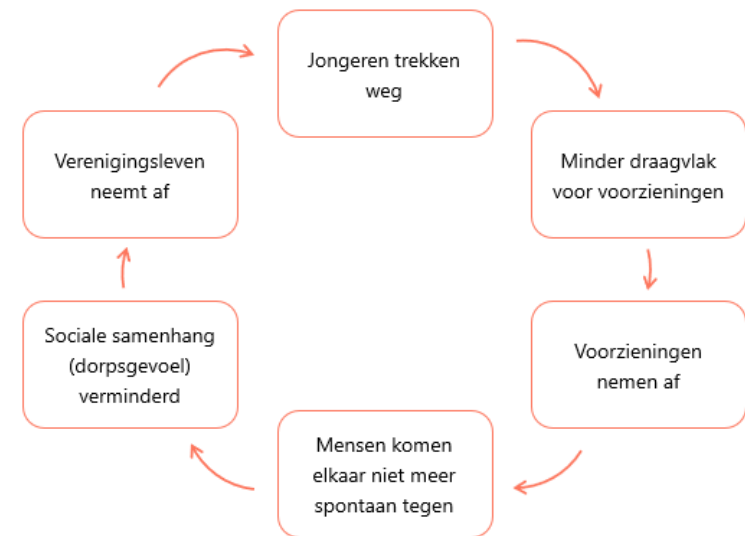 Jongeren trekken
weg
Minder draagvlak
voor voorzieningen
Voorzieningen
nemen af
Mensen komen
elkaar niet meer
spontaan tegen
Sociale samenhang
(dorpsgevoel)
verminderd
Verenigingsleven
neemt af